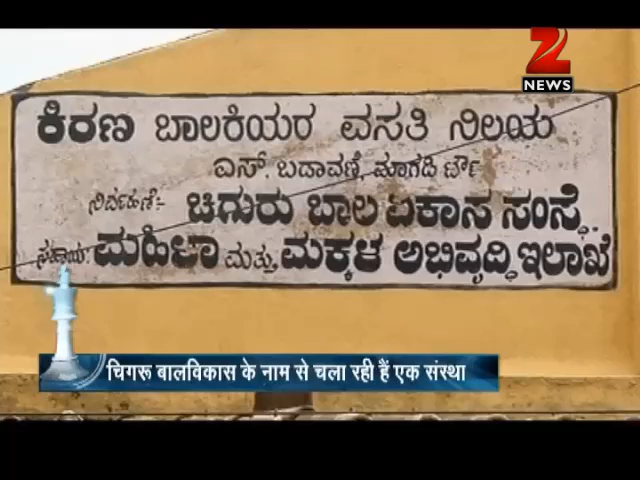 Z
NEWS
ಕಿರಣ ಬಾಲಕಿಯರ ವಸತಿ ನಿಲಯ
ಎಸ್. ಬಡಾವಣೆ, ಮಾಗಡಿ ಟೌ
ನಿರ್ವಹಣೆ:- ಚಿಗುರು ಬಾಲ ವಿಕಾಸ ಸಂಸ್ಥೆ..
ಮಹಿಳಾ ಮತ್ತು ಮಕ್ಕಳ ಅಭಿವೃದ್ಧಿ ಇಲಾಖೆ
चिगरू बालविकास के नाम से चला रही हैं एक संस्था